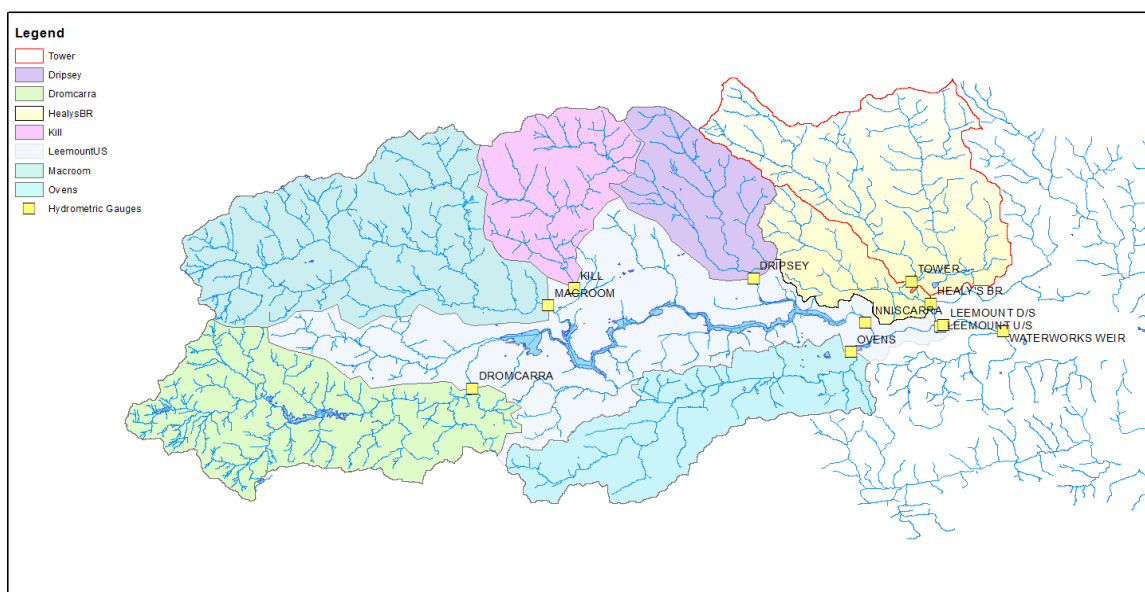 Legend
Tower
Dripsey
Dromcarra
HealysBR
Kill
LeemountUS
Macroom
Ovens
Hydrometric Gauges
KILL
MACROOM
DROMCARRA
DRIPSEY
TOWER
HEALY'S BR
INNISCARRA
LEEMOUNT D/S
LEEMOUNT U/S
WATERWORKS WEIR
OVENS